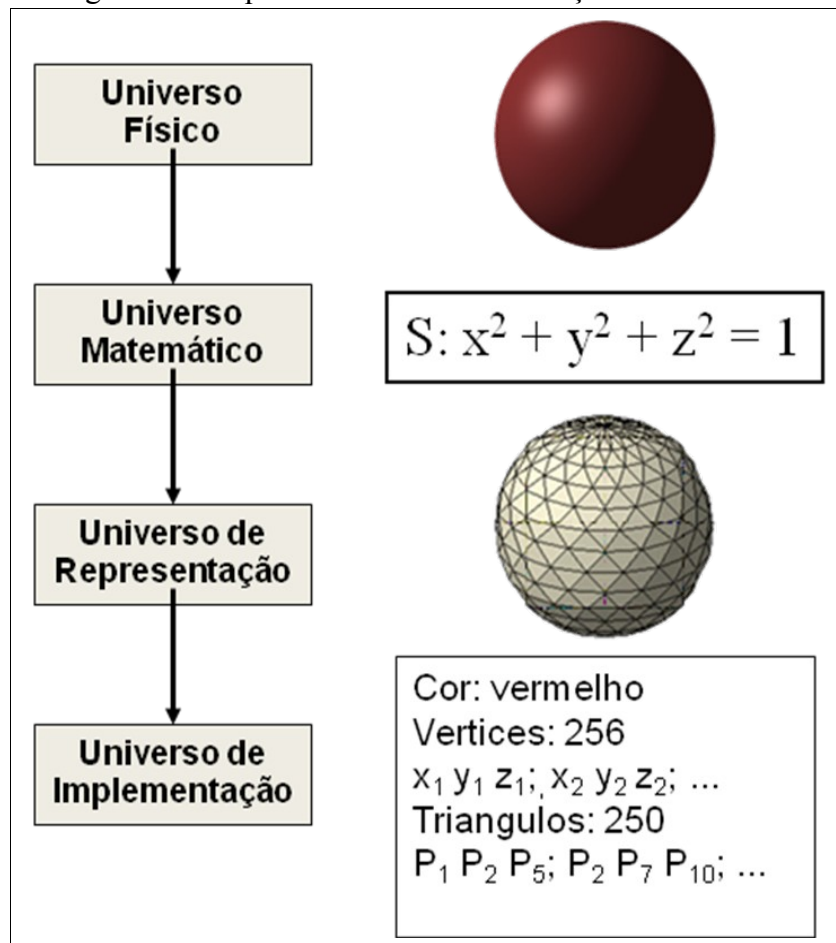 Universo
Físico
Universo
Matemático
S: x² + y² + z² = 1
Universo de
Representação
Cor: vermelho
Vertices: 256
x₁ y₁ z₁; x₂ y₂ z₂; ...
Triangulos: 250
P₁ P₂ P₅; P₂ P₇ P₁₀; ...
Universo de
Implementação